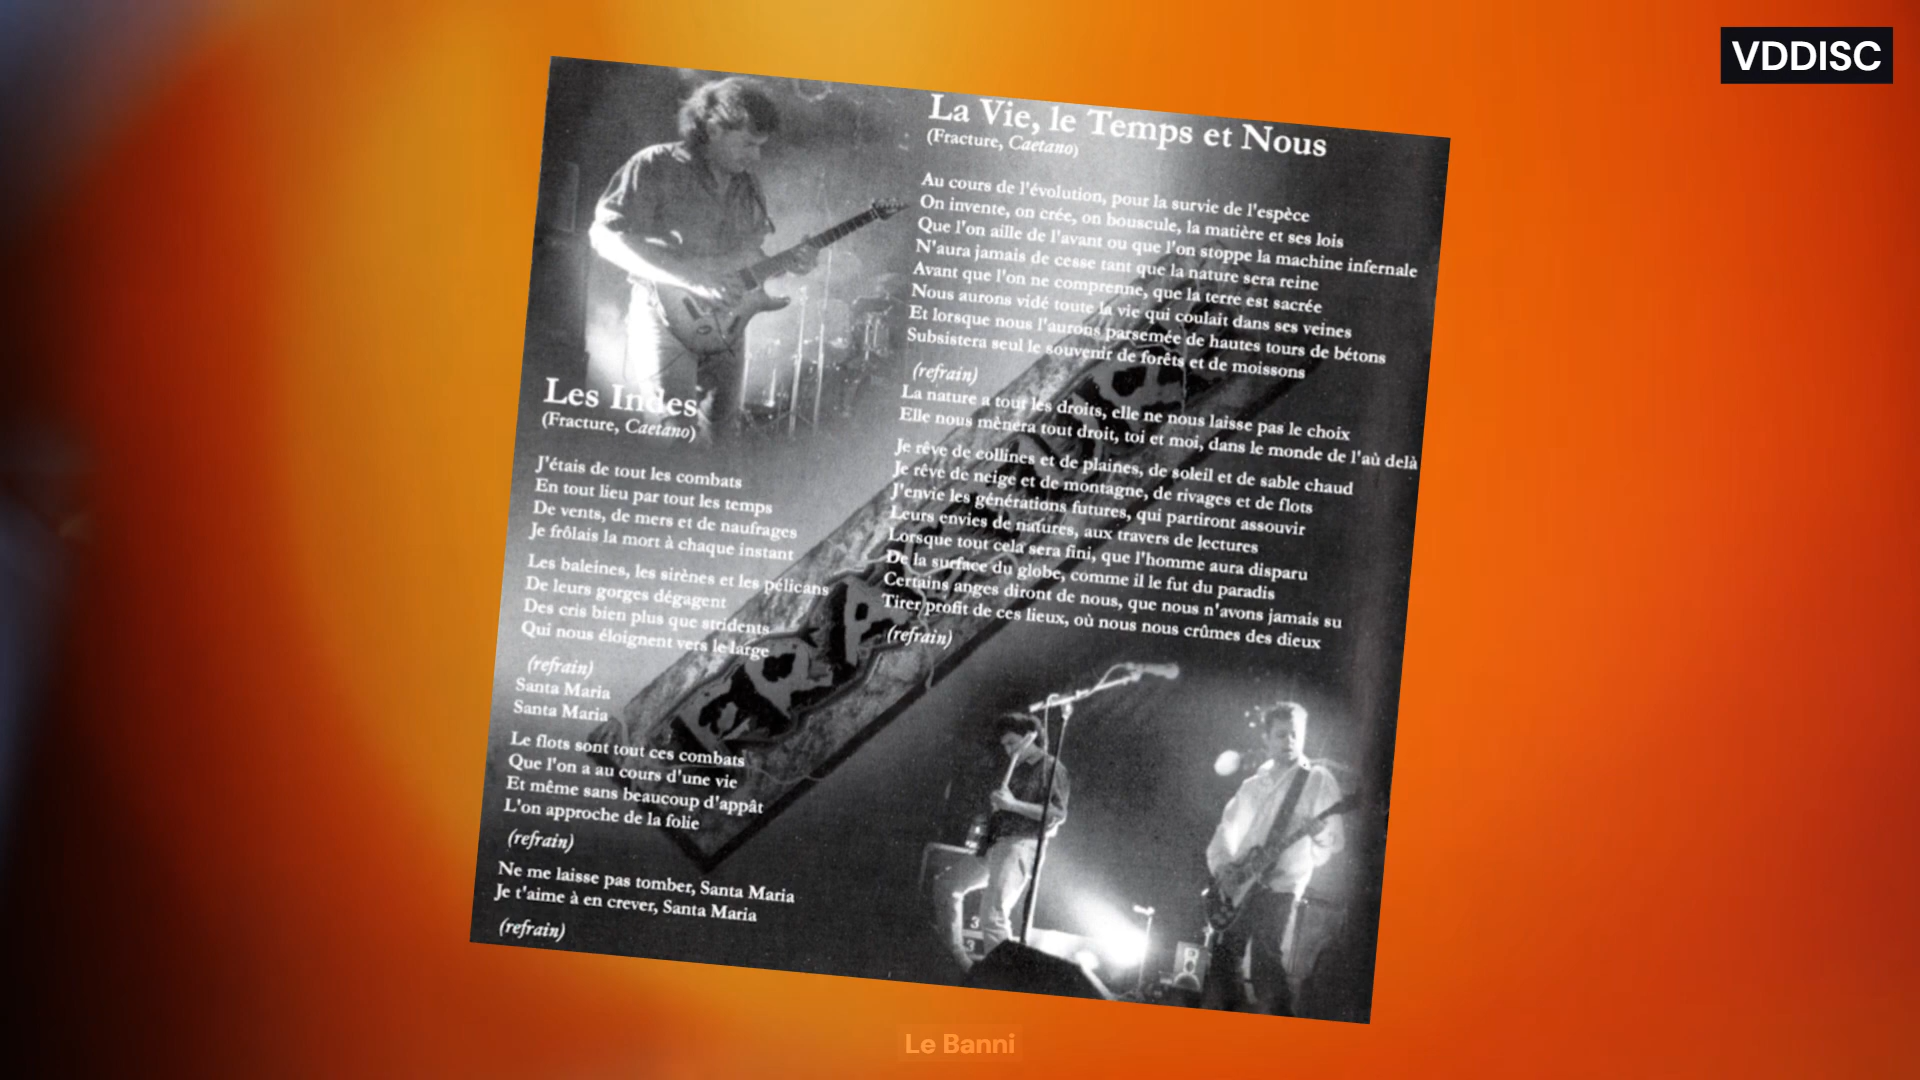 VDDISC
Les Indes
(Fracture, Caetano)
J'étais de tout les combats
En tout lieu par tout les temps
De vents, de mers et de naufrages
Je frôlais la mort à chaque instant
Les baleines, les sirènes et les pélicans
De leurs gorges dégagent
Des cris bien plus que stridents
Qui nous éloignent vers le large
(refrain)
Santa Maria
Santa Maria
Le flots sont tout ces combats
Que l'on a au cours d'une vie
Et même sans beaucoup d'appât
L'on approche de la folie
(refrain)
Ne me laisse pas tomber, Santa Maria
Je t'aime à en crever, Santa Maria
(refrain)
La Vie, le Temps et Nous
(Fracture, Caetano)
Au cours de l'évolution, pour la survie de l'espèce
On invente, on crée, on bouscule, la matière et ses lois
Que l'on aille de l'avant ou que l'on stoppe la machine infernale
N'aura jamais de cesse tant que la nature sera reine
Avant que l'on ne comprenne, que la terre est sacrée
Nous aurons vidé toute la vie qui coulait dans ses veines
Et lorsque nous l'aurons parsemée de hautes tours de bétons
Subsistera seul le souvenir de forêts et de moissons
(refrain)
La nature a tout les droits, elle ne nous laisse pas le choix
Elle nous mènera tout droit, toi et moi, dans le monde de l'aù delà
Je rêve de collines et de plaines, de soleil et de sable chaud
Je rêve de neige et de montagne, de rivages et de flots
J'envie les générations futures, qui partiront assouvir
Leurs envies de natures, aux travers de lectures
Lorsque tout cela sera fini, que l'homme aura disparu
De la surface du globe, comme il le fut du paradis
Certains anges diront de nous, que nous n'avons jamais su
Tirer profit de ces lieux, où nous nous crûmes des dieux
(refrain)
3
3
Le Banni